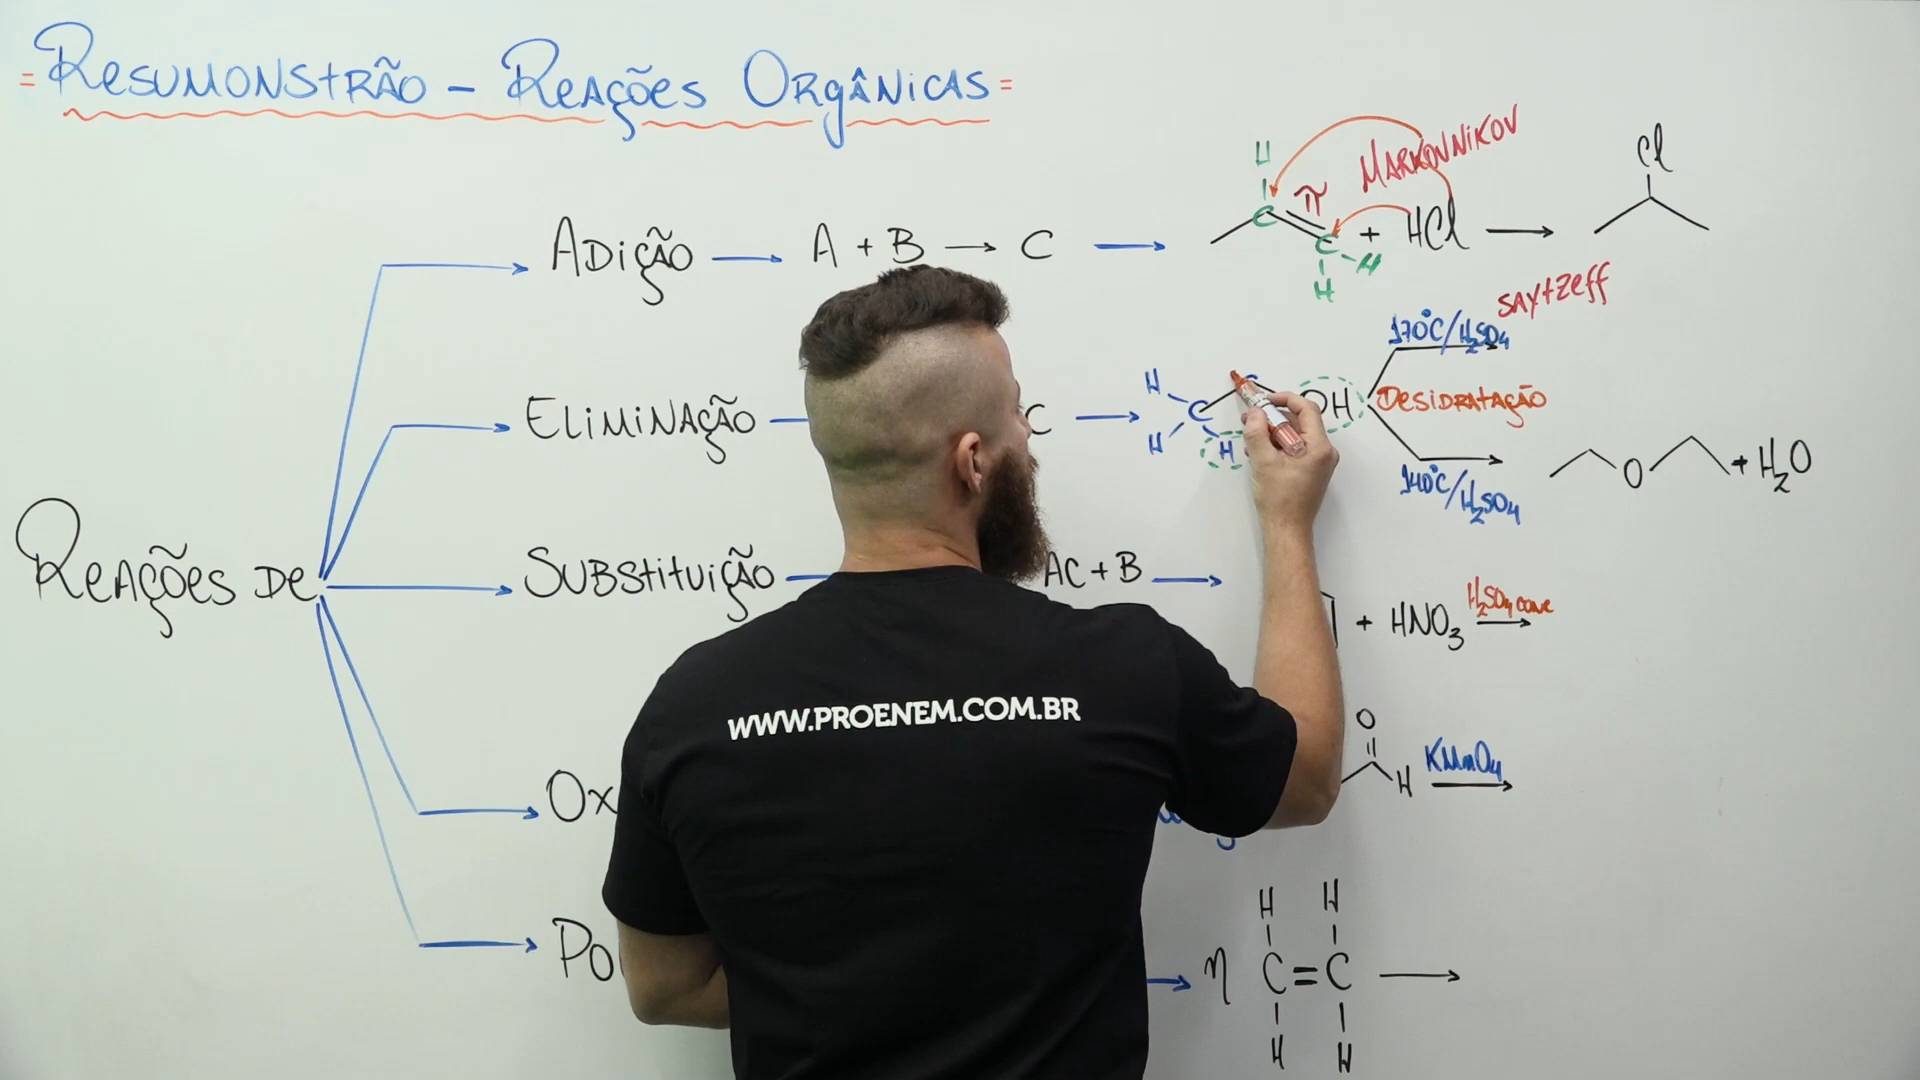 = Resumonstrão - Reações Orgânicas =
Adição → A + B → C →
H
C π C + HCl →
H H
Markovnikov
Cl
Saytzeff
170°C/H₂SO₄
Eliminação
C →
H C C OH
H H
Desidratação
140°C/H₂SO₄
O + H₂O
Reações de
Substituição
AC + B →
+ HNO₃ →
H₂SO₄ conc
Ox
O
H
KMnO₄
Po
→ n C=C →
H H
H H
WWW.PROENEM.COM.BR